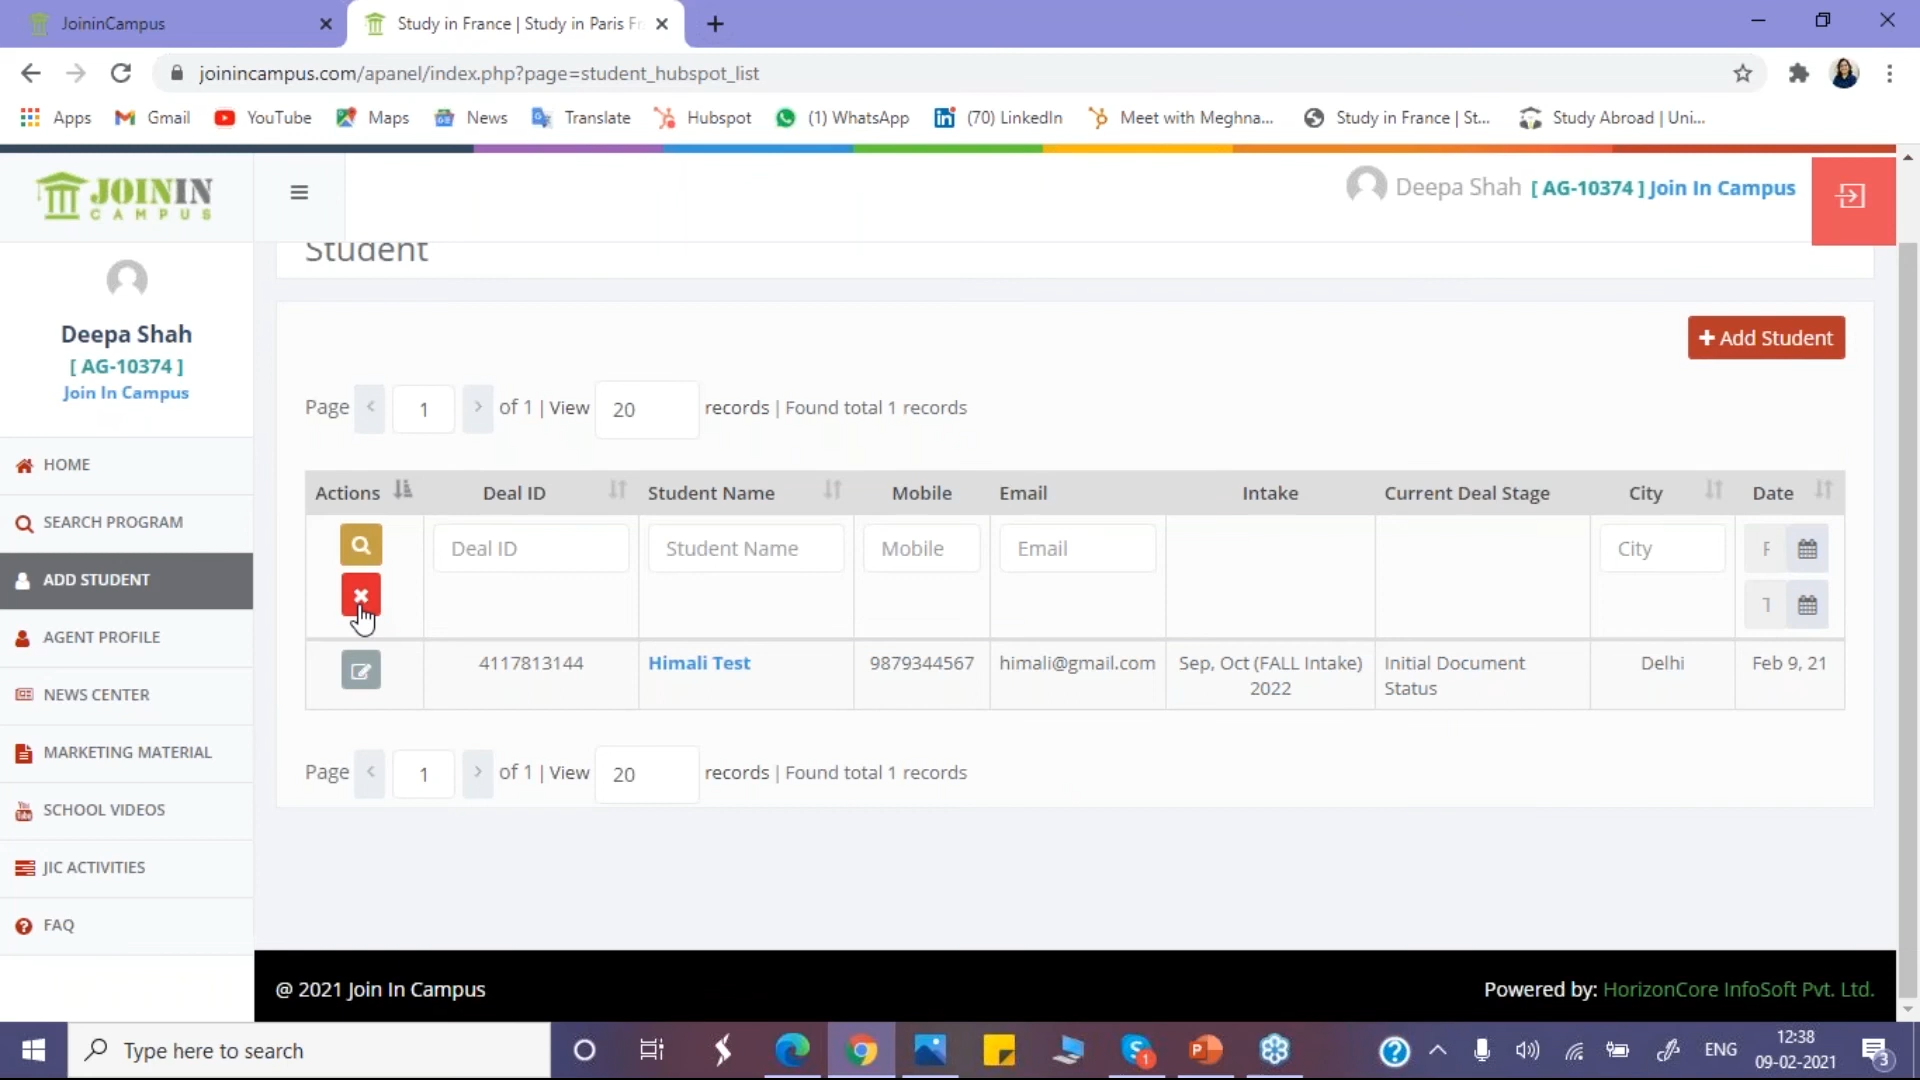 JoininCampus
Study in France | Study in Paris Fr
joinincampus.com/apanel/index.php?page=student_hubspot_list
Apps Gmail YouTube Maps News Translate Hubspot (1) WhatsApp (70) LinkedIn Meet with Meghna... Study in France | St... Study Abroad | Uni...
JOININ
CAMPUS
Deepa Shah [ AG-10374 ] Join In Campus
Student
Deepa Shah
[ AG-10374 ]
Join In Campus
HOME
SEARCH PROGRAM
ADD STUDENT
AGENT PROFILE
NEWS CENTER
MARKETING MATERIAL
SCHOOL VIDEOS
JIC ACTIVITIES
FAQ
Add Student
Page < 1 > of 1 | View 20 records | Found total 1 records
Actions Deal ID Student Name Mobile Email Intake Current Deal Stage City Date
Deal ID Student Name Mobile Email City F
T
4117813144 Himali Test 9879344567 himali@gmail.com Sep, Oct (FALL Intake) Initial Document Delhi Feb 9, 21
2022 Status
Page < 1 > of 1 | View 20 records | Found total 1 records
@ 2021 Join In Campus
Powered by: HorizonCore InfoSoft Pvt. Ltd.
Type here to search
ENG
12:38
09-02-2021
3